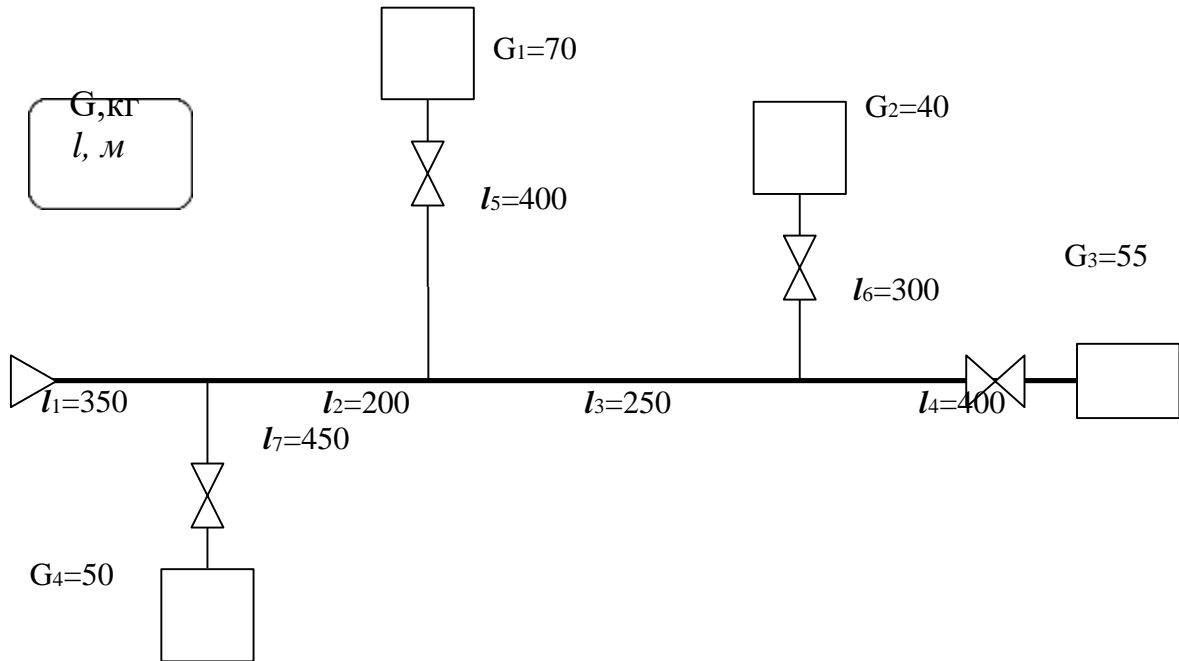 G₁=70
G,кг
l, м
G₂=40
l₅=400
G₃=55
l₆=300
l₁=350
l₂=200
l₃=250
l₄=400
l₇=450
G₄=50